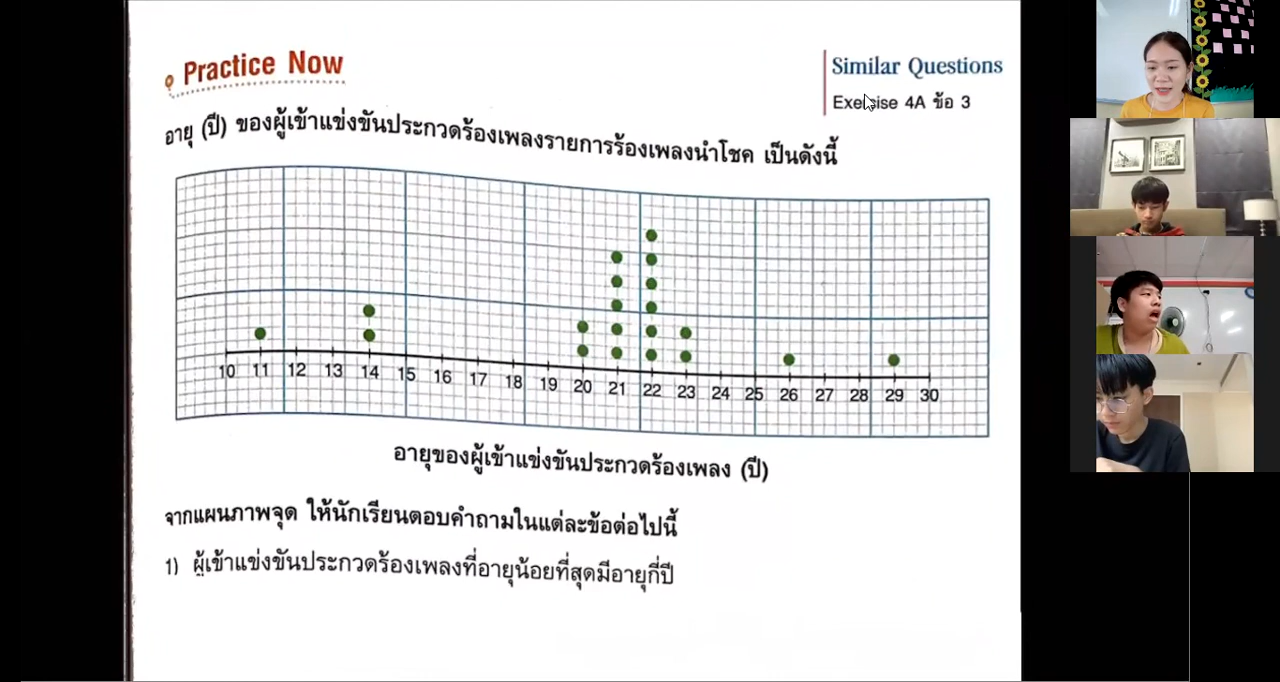 Practice Now
Similar Questions
Exercise 4A ข้อ 3
อายุ (ปี) ของผู้เข้าแข่งขันประกวดร้องเพลงรายการร้องเพลงนำโชค เป็นดังนี้
10 11 12 13 14 15 16 17 18 19 20 21 22 23 24 25 26 27 28 29 30
อายุของผู้เข้าแข่งขันประกวดร้องเพลง (ปี)
จากแผนภาพจุด ให้นักเรียนตอบคำถามในแต่ละข้อต่อไปนี้
1) ผู้เข้าแข่งขันประกวดร้องเพลงที่อายุน้อยที่สุดมีอายุกี่ปี